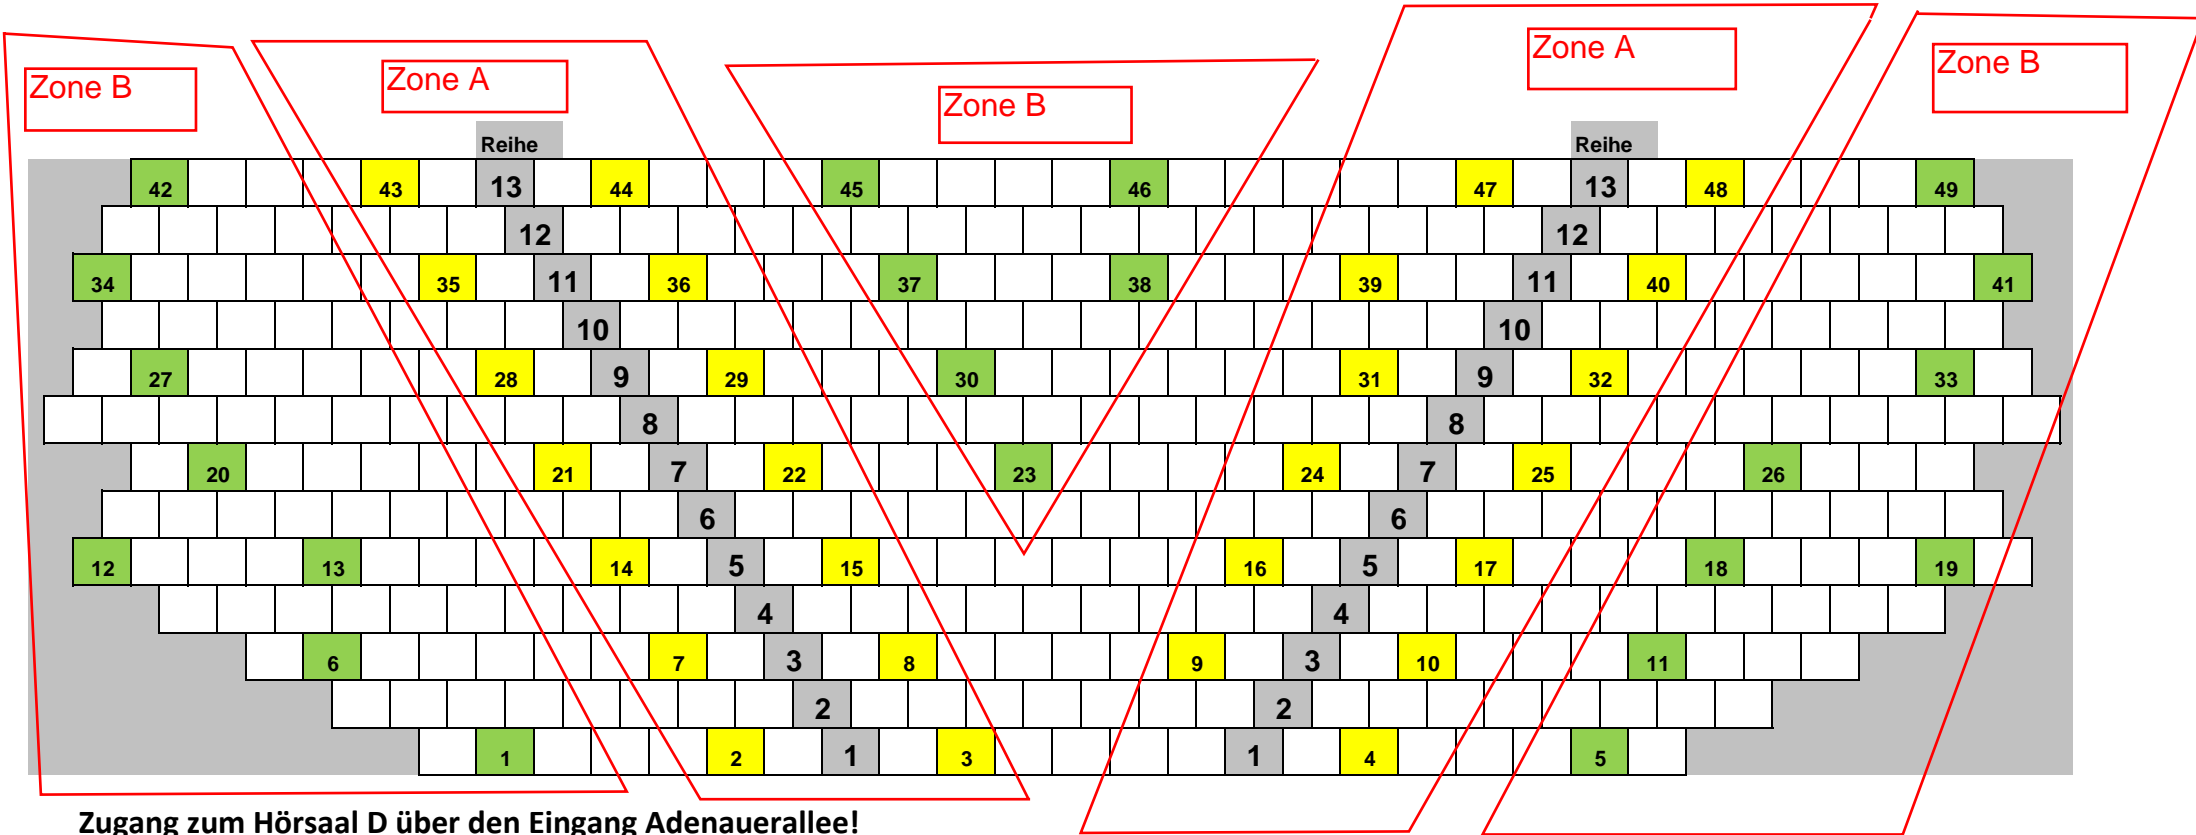 Zone B Zone A Zone B Zone A Zone B
Reihe Reihe
42 43 13 44 45 46 47 13 48 49
12 12
34 35 11 36 37 38 39 11 40 41
10 10
27 28 9 29 30 31 9 32 33
8 8
20 21 7 22 23 24 7 25 26
6 6
12 13 14 5 15 16 5 17 18 19
4 4
6 7 3 8 9 3 10 11
2 2
1 2 1 3 1 4 5
Zugang zum Hörsaal D über den Eingang Adenauerallee!